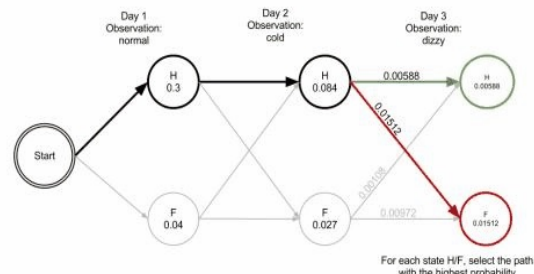 Day 1
Observation:
normal
Day 2
Observation:
cold
Day 3
Observation:
dizzy
H
0.3
H
0.084
0.00588
H
0.00588
Start
0.01512
0.00108
F
0.04
F
0.027
0.00972
F
0.01512
For each state H/F, select the path
with the highest probability